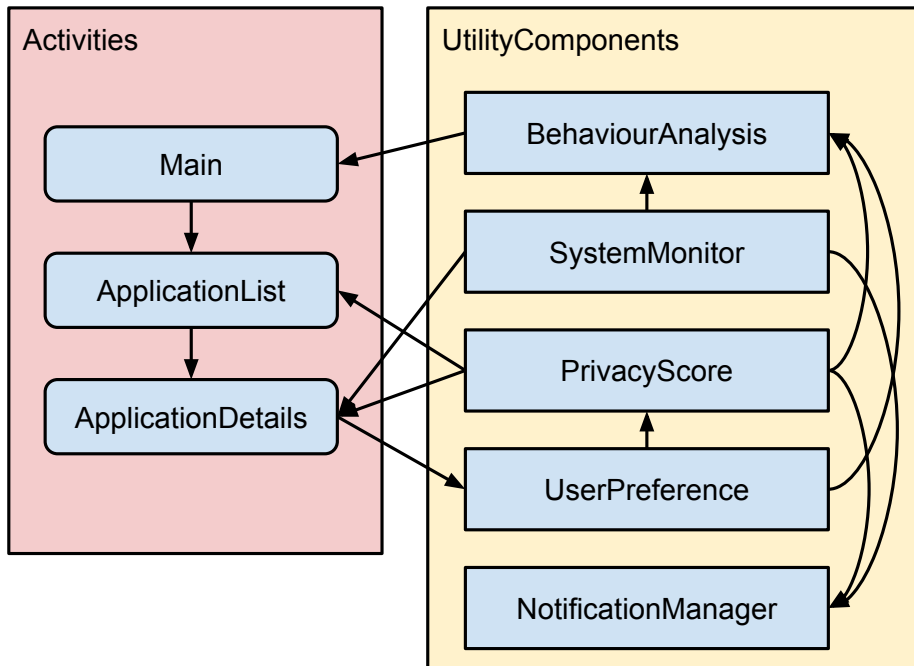 Activities
Main
ApplicationList
ApplicationDetails
UtilityComponents
BehaviourAnalysis
SystemMonitor
PrivacyScore
UserPreference
NotificationManager